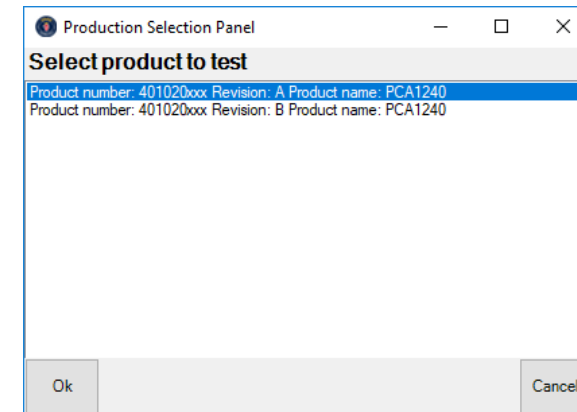 Production Selection Panel
Select product to test
Product number: 401020xxx Revision: A Product name: PCA1240
Product number: 401020xxx Revision: B Product name: PCA1240
Ok
Cancel